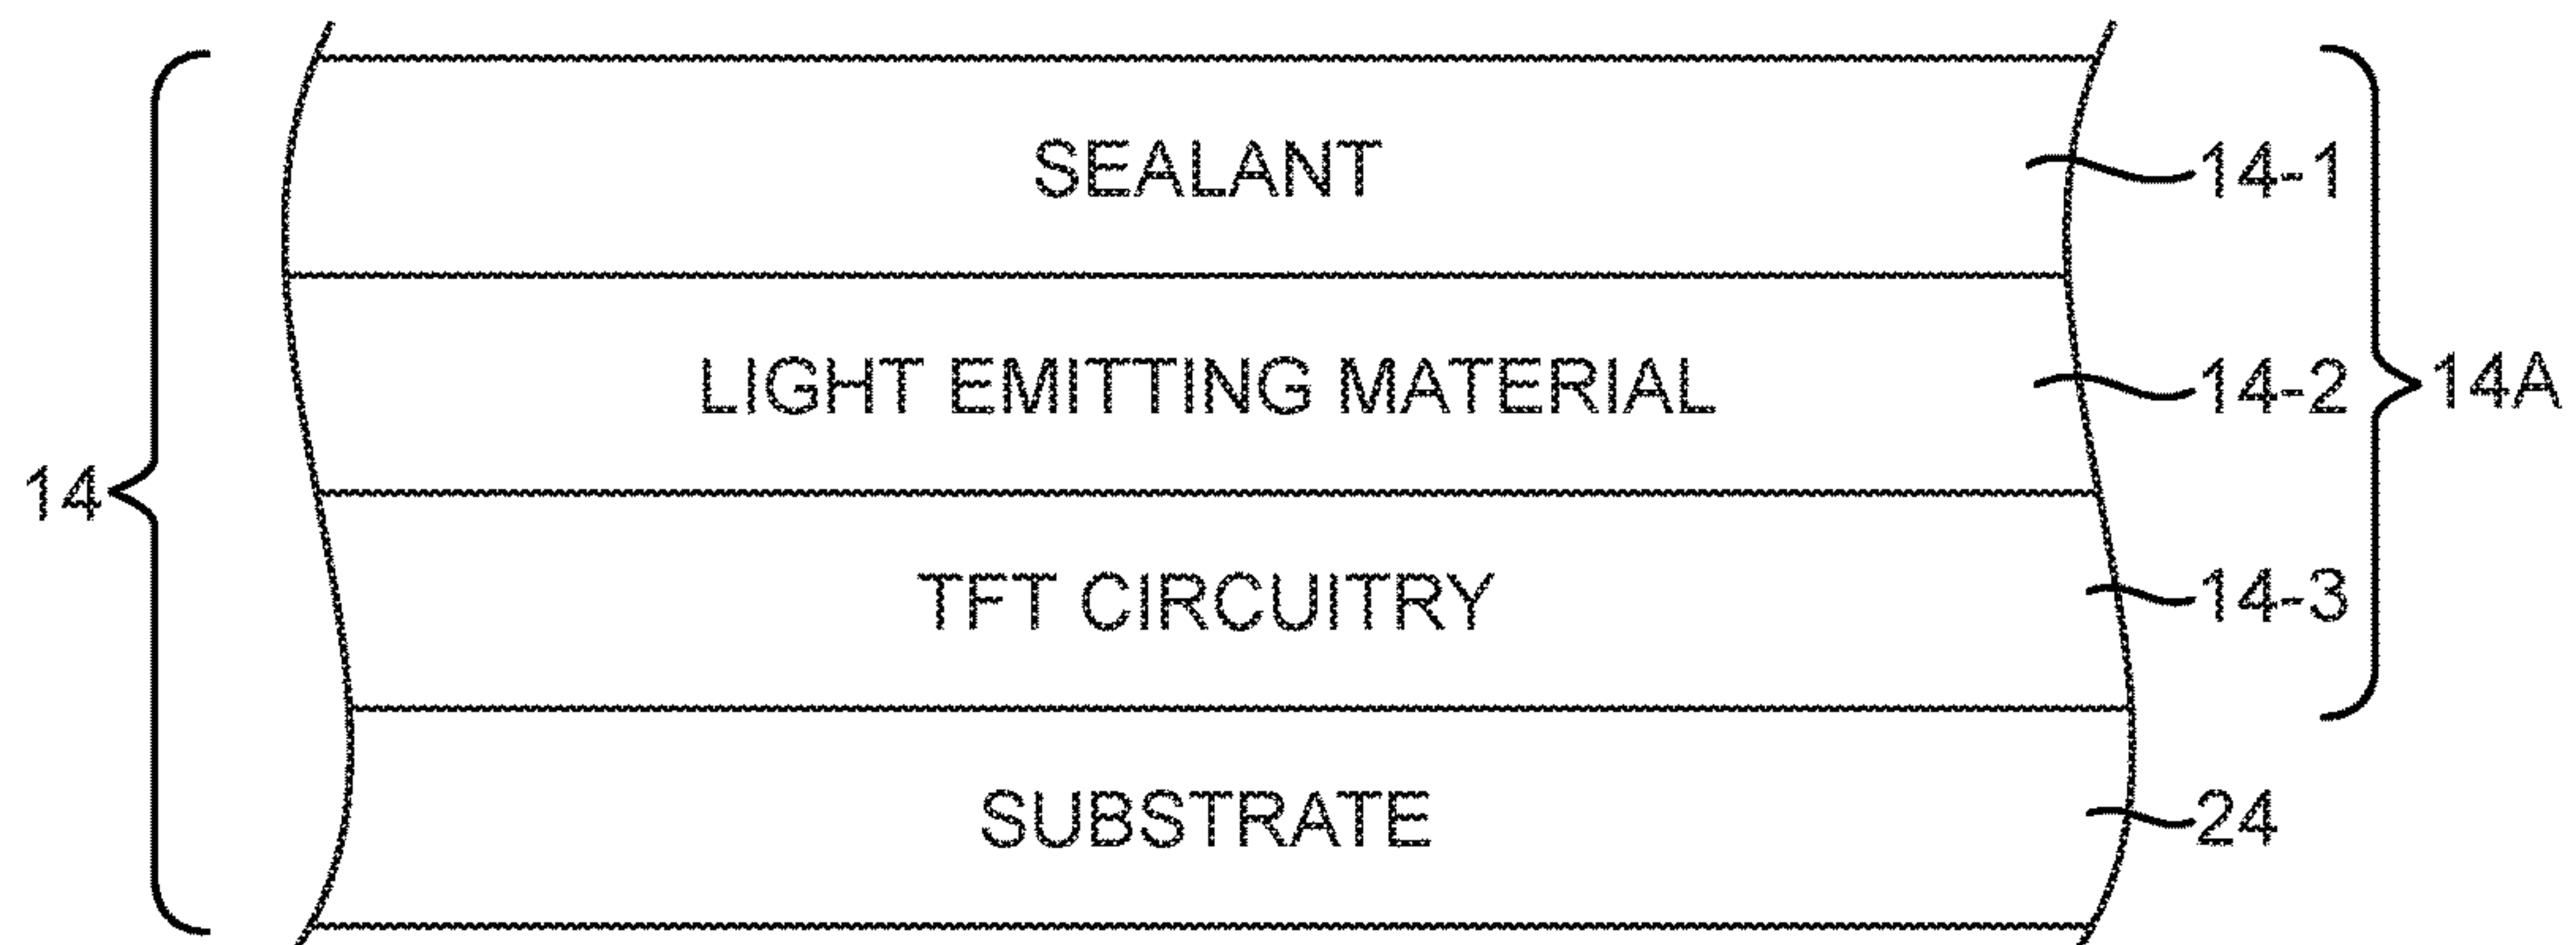 SEALANT 14-1
LIGHT EMITTING MATERIAL 14-2 14A
14 TFT CIRCUITRY 14-3
SUBSTRATE 24